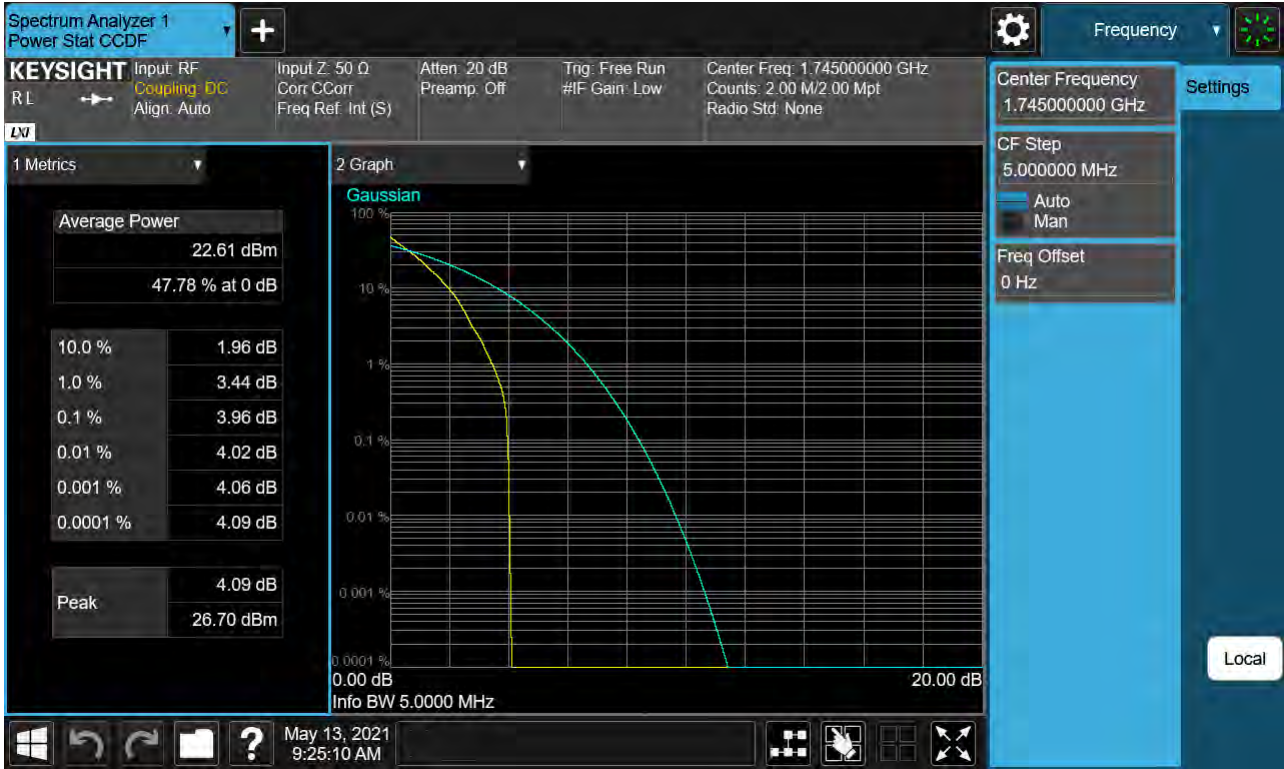 Spectrum Analyzer 1
Power Stat CCDF
+
Frequency
KEYSIGHT
R L
LXI
Input: RF
Coupling: DC
Align: Auto
Input Z: 50 Ω
Corr CCorr
Freq Ref: Int (S)
Atten: 20 dB
Preamp: Off
Trig: Free Run
#IF Gain: Low
Center Freq: 1.745000000 GHz
Counts: 2.00 M/2.00 Mpt
Radio Std: None
Center Frequency
1.745000000 GHz
Settings
CF Step
5.000000 MHz
Auto
Man
Freq Offset
0 Hz
Local
1 Metrics
Average Power
22.61 dBm
47.78 % at 0 dB
10.0 % 1.96 dB
1.0 % 3.44 dB
0.1 % 3.96 dB
0.01 % 4.02 dB
0.001 % 4.06 dB
0.0001 % 4.09 dB
Peak
4.09 dB
26.70 dBm
2 Graph
Gaussian
100 %
10 %
1 %
0.1 %
0.01 %
0.001 %
0.0001 %
0.00 dB 20.00 dB
Info BW 5.0000 MHz
?
May 13, 2021
9:25:10 AM